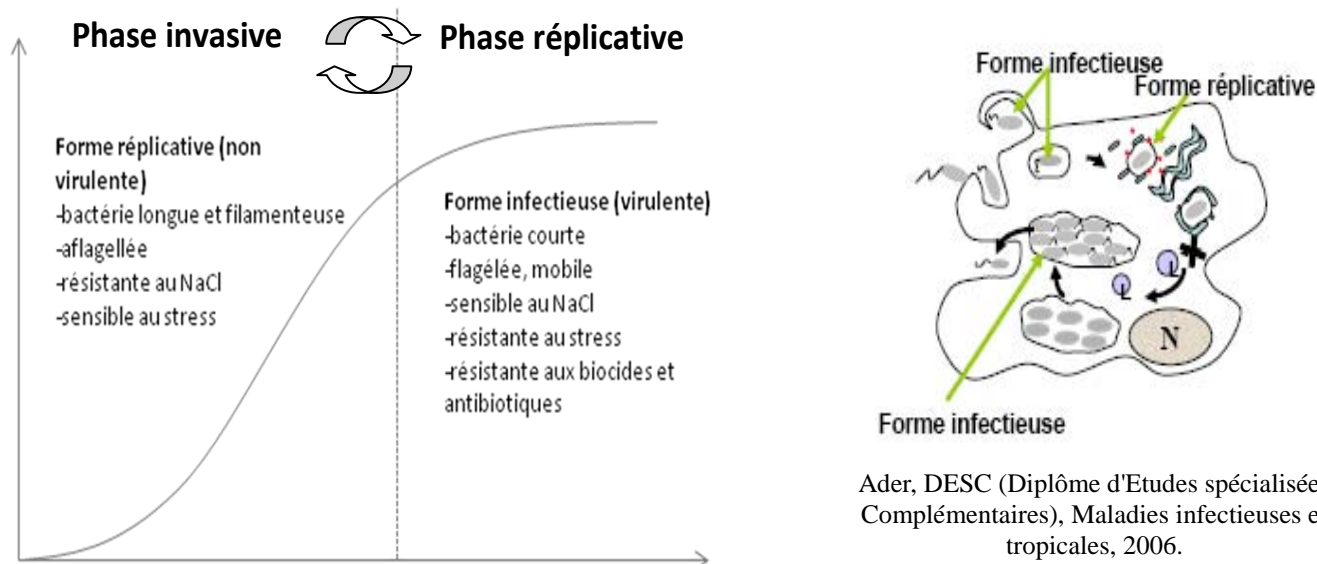 Phase invasive
Phase réplicative
Forme réplicative (non
virulente)
-bactérie longue et filamenteuse
-aflagellée
-résistante au NaCl
-sensible au stress
Forme infectieuse (virulente)
-bactérie courte
-flagélée, mobile
-sensible au NaCl
-résistante au stress
-résistante aux biocides et
antibiotiques
Forme infectieuse
Forme réplicative
L
L
N
Forme infectieuse
Ader, DESC (Diplôme d'Etudes spécialisée
Complémentaires), Maladies infectieuses e
tropicales, 2006.